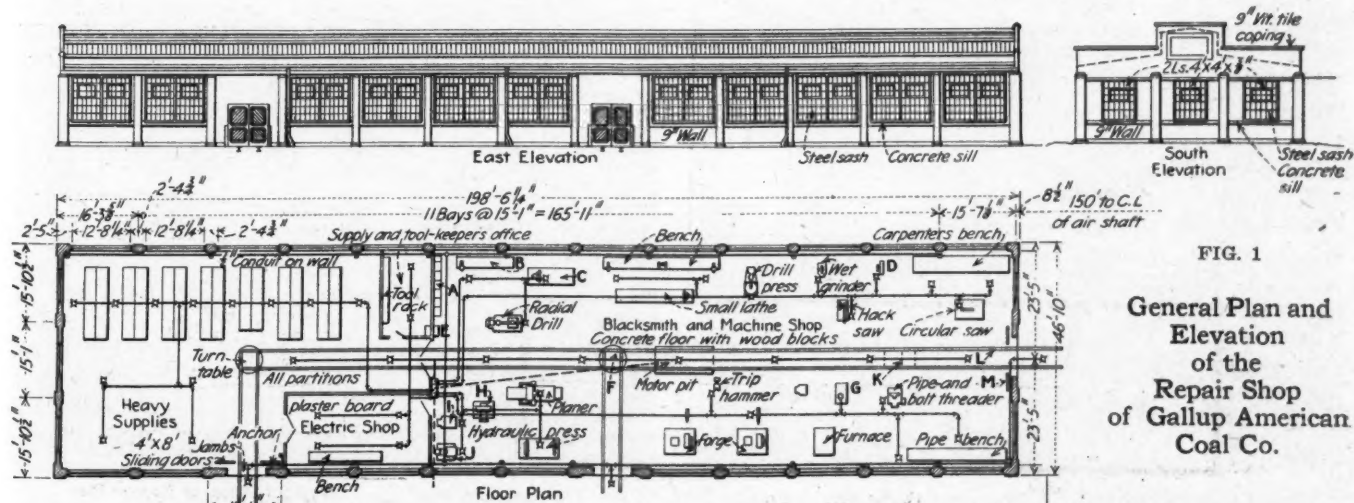 9" Vit. tile
coping
2 Ls. 4"x 4"x 3/8"
9" Wall
East Elevation
Steel sash
Concrete sill
9" Wall
South
Elevation
Steel sash
Concrete
sill
2'-4 3/4"
198'-6 1/4"
16'-3 5/8"
11 Bays @ 15'-1" = 165'-11"
15'-7 1/4"
8 1/2"
150' to C.L.
of air shaft
2'-5"
12'-8 1/4"
12'-8 1/4"
2'-4 3/4"
Supply and tool-keeper's office
Bench
Carpenters bench
Conduit on wall
B
C
Drill
press
Wet
grinder
D
Tool
rack
A
Radial
Drill
Small lathe
Hack
saw
Circular saw
E
Blacksmith and Machine Shop
Concrete floor with wood blocks
15'-10 1/2"
15'-1"
15'-10 1/2"
23'-5"
46'-10"
23'-5"
Turn
table
All partitions
plaster board
F
Motor pit
K
L
M
Trip
hammer
G
Pipe and
bolt threader
H
Planer
I
J
Heavy
Supplies
4' X 8'
Sliding doors
Jambs
Anchor
Electric Shop
Hydraulic press
Forge
Furnace
Pipe bench
Bench
Floor Plan
FIG. 1
General Plan and
Elevation
of the
Repair Shop
of Gallup American
Coal Co.